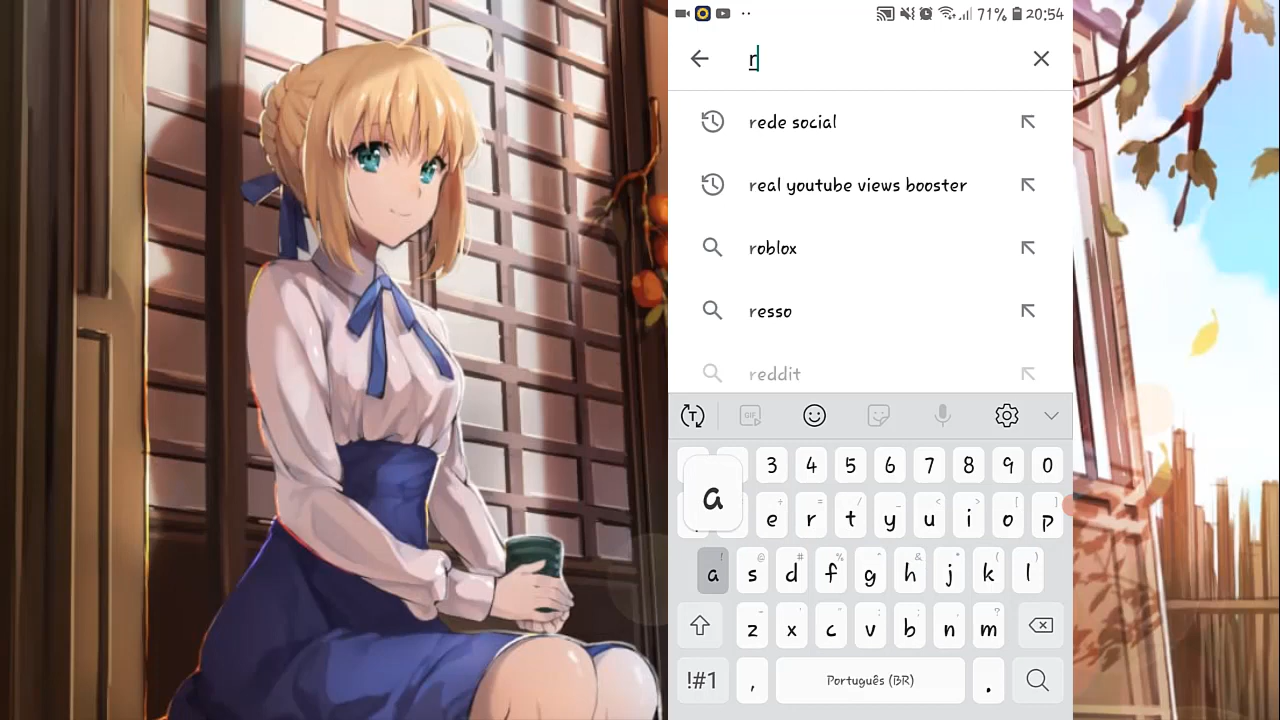 71% 20:54
r
rede social
real youtube views booster
roblox
resso
reddit
T GIF
3 4 5 6 7 8 9 0
a
e r t y u i o p
a s d f g h j k l
z x c v b n m
!#1 , Português (BR) .